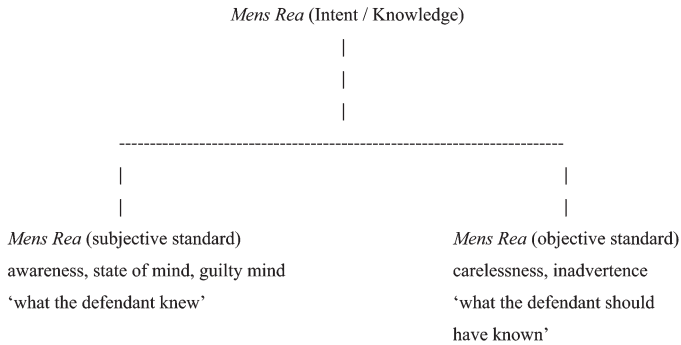 Mens Rea (Intent / Knowledge)
Mens Rea (subjective standard)
awareness, state of mind, guilty mind
‘what the defendant knew’
Mens Rea (objective standard)
carelessness, inadvertence
‘what the defendant should
have known’